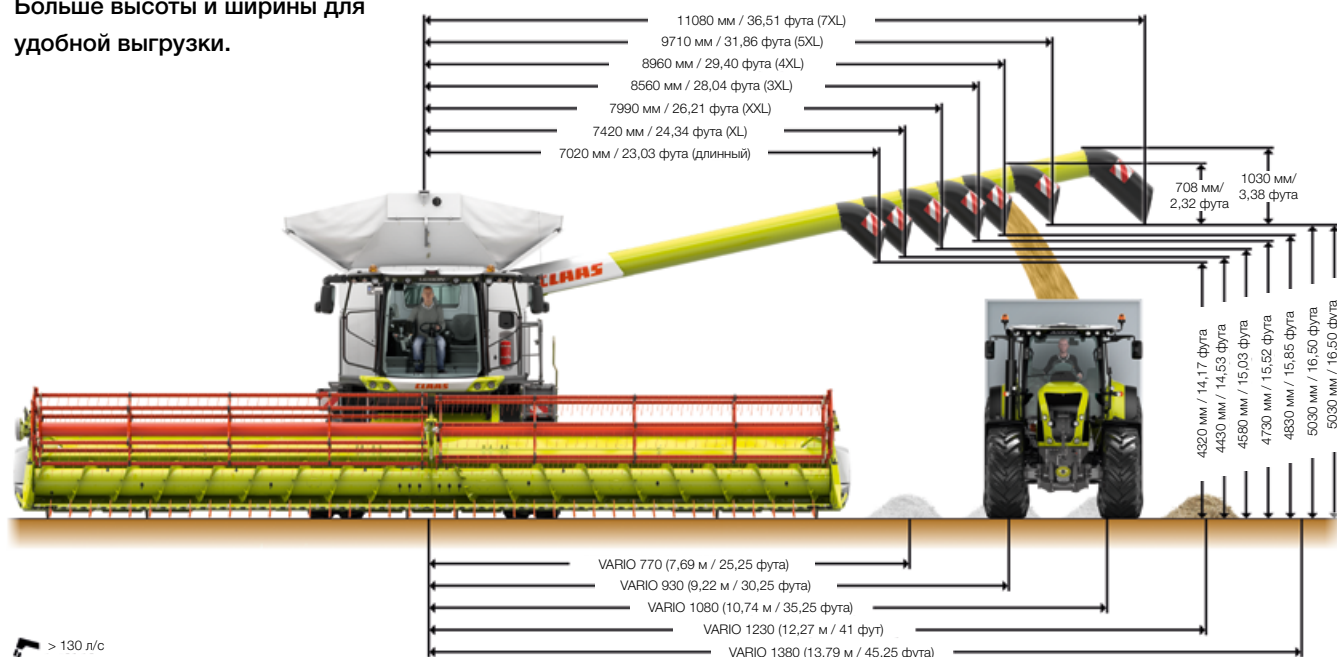 Больше высоты и ширины для
удобной выгрузки.
11080 мм / 36,51 фута (7XL)
9710 мм / 31,86 фута (5XL)
8960 мм / 29,40 фута (4XL)
8560 мм / 28,04 фута (3XL)
7990 мм / 26,21 фута (XXL)
7420 мм / 24,34 фута (XL)
7020 мм / 23,03 фута (длинный)
708 мм/
2,32 фута
1030 мм/
3,38 фута
CLAAS
CLAAS
4320 мм / 14,17 фута
4430 мм / 14,53 фута
4580 мм / 15,03 фута
4730 мм / 15,52 фута
4830 мм / 15,85 фута
5030 мм / 16,50 фута
5030 мм / 16,50 фута
VARIO 770 (7,69 м / 25,25 фута)
VARIO 930 (9,22 м / 30,25 фута)
VARIO 1080 (10,74 м / 35,25 фута)
VARIO 1230 (12,27 м / 41 фут)
VARIO 1380 (13,79 м / 45,25 фута)
> 130 л/с